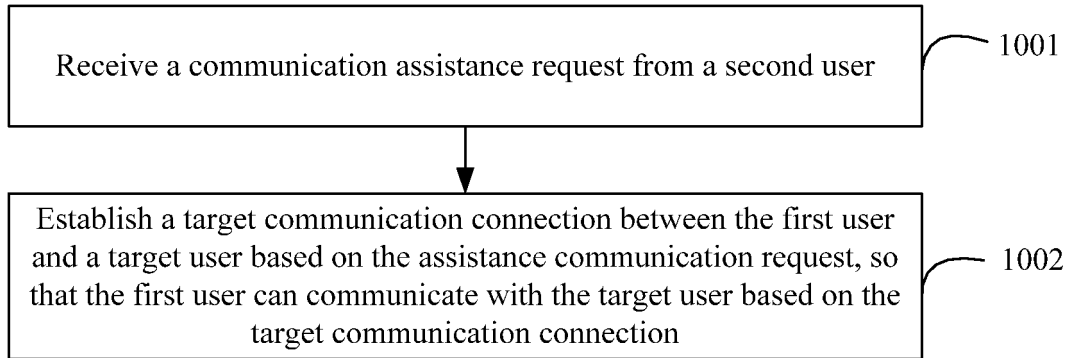 Receive a communication assistance request from a second user
1001
Establish a target communication connection between the first user
and a target user based on the assistance communication request, so
that the first user can communicate with the target user based on the
target communication connection
1002